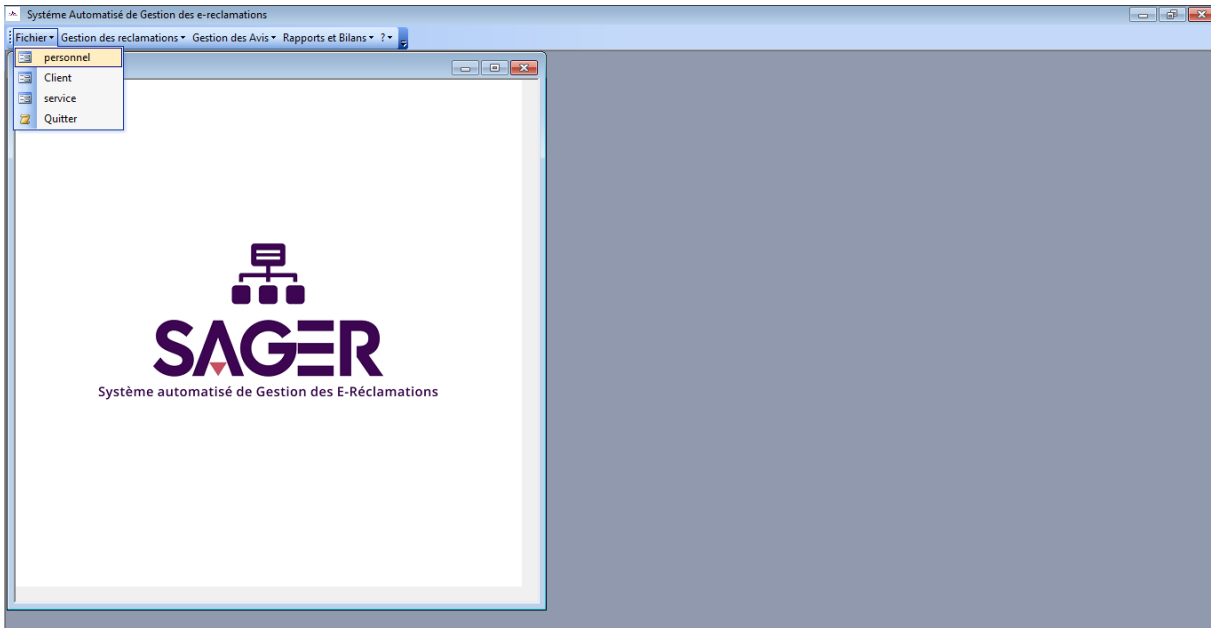 Systéme Automatisé de Gestion des e-reclamations
Fichier Gestion des reclamations Gestion des Avis Rapports et Bilans ?
personnel
Client
service
Quitter
SAGER
Système automatisé de Gestion des E-Réclamations